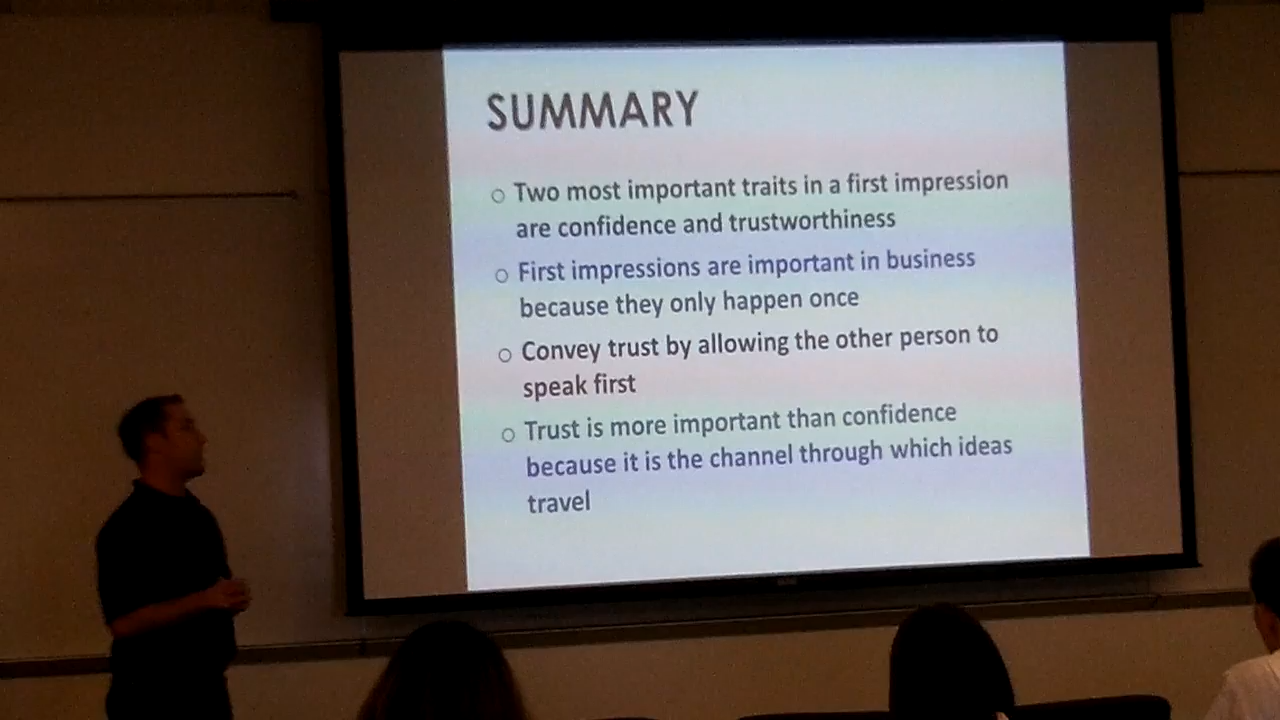 SUMMARY
Two most important traits in a first impression
are confidence and trustworthiness
First impressions are important in business
because they only happen once
Convey trust by allowing the other person to
speak first
Trust is more important than confidence
because it is the channel through which ideas
travel